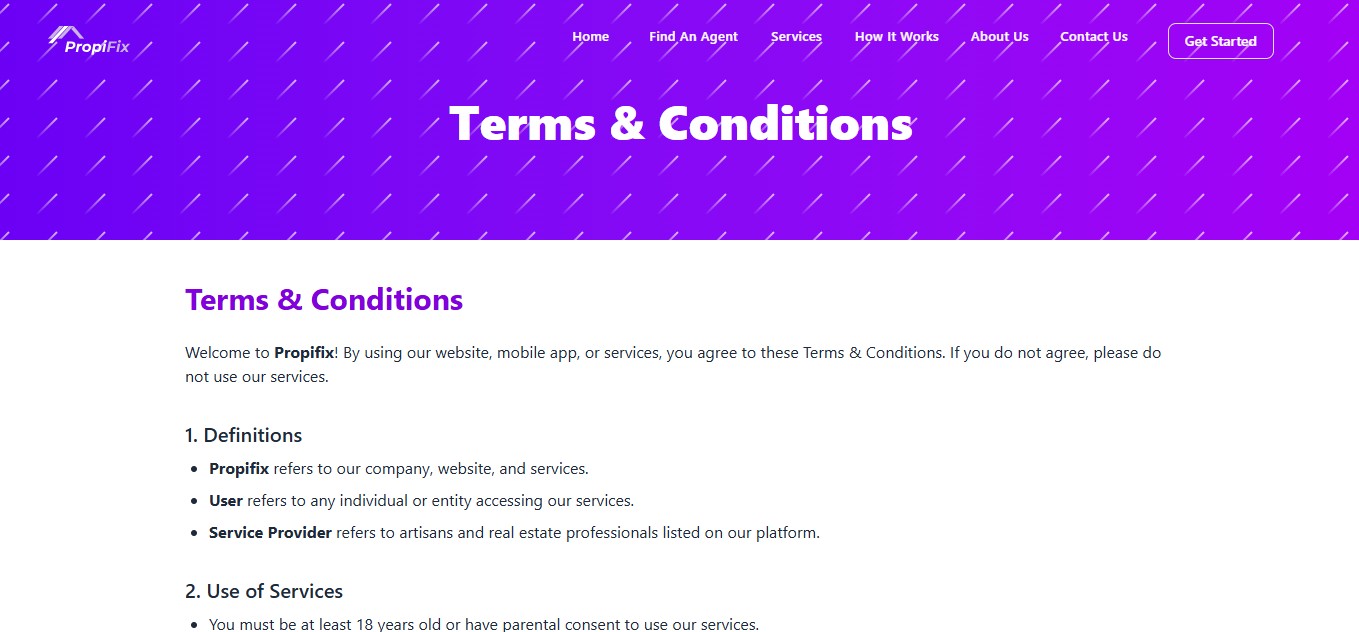 PropiFix
Home Find An Agent Services How It Works About Us Contact Us Get Started
Terms & Conditions
Terms & Conditions
Welcome to Propifix! By using our website, mobile app, or services, you agree to these Terms & Conditions. If you do not agree, please do
not use our services.
1. Definitions
• Propifix refers to our company, website, and services.
• User refers to any individual or entity accessing our services.
• Service Provider refers to artisans and real estate professionals listed on our platform.
2. Use of Services
• You must be at least 18 years old or have parental consent to use our services.